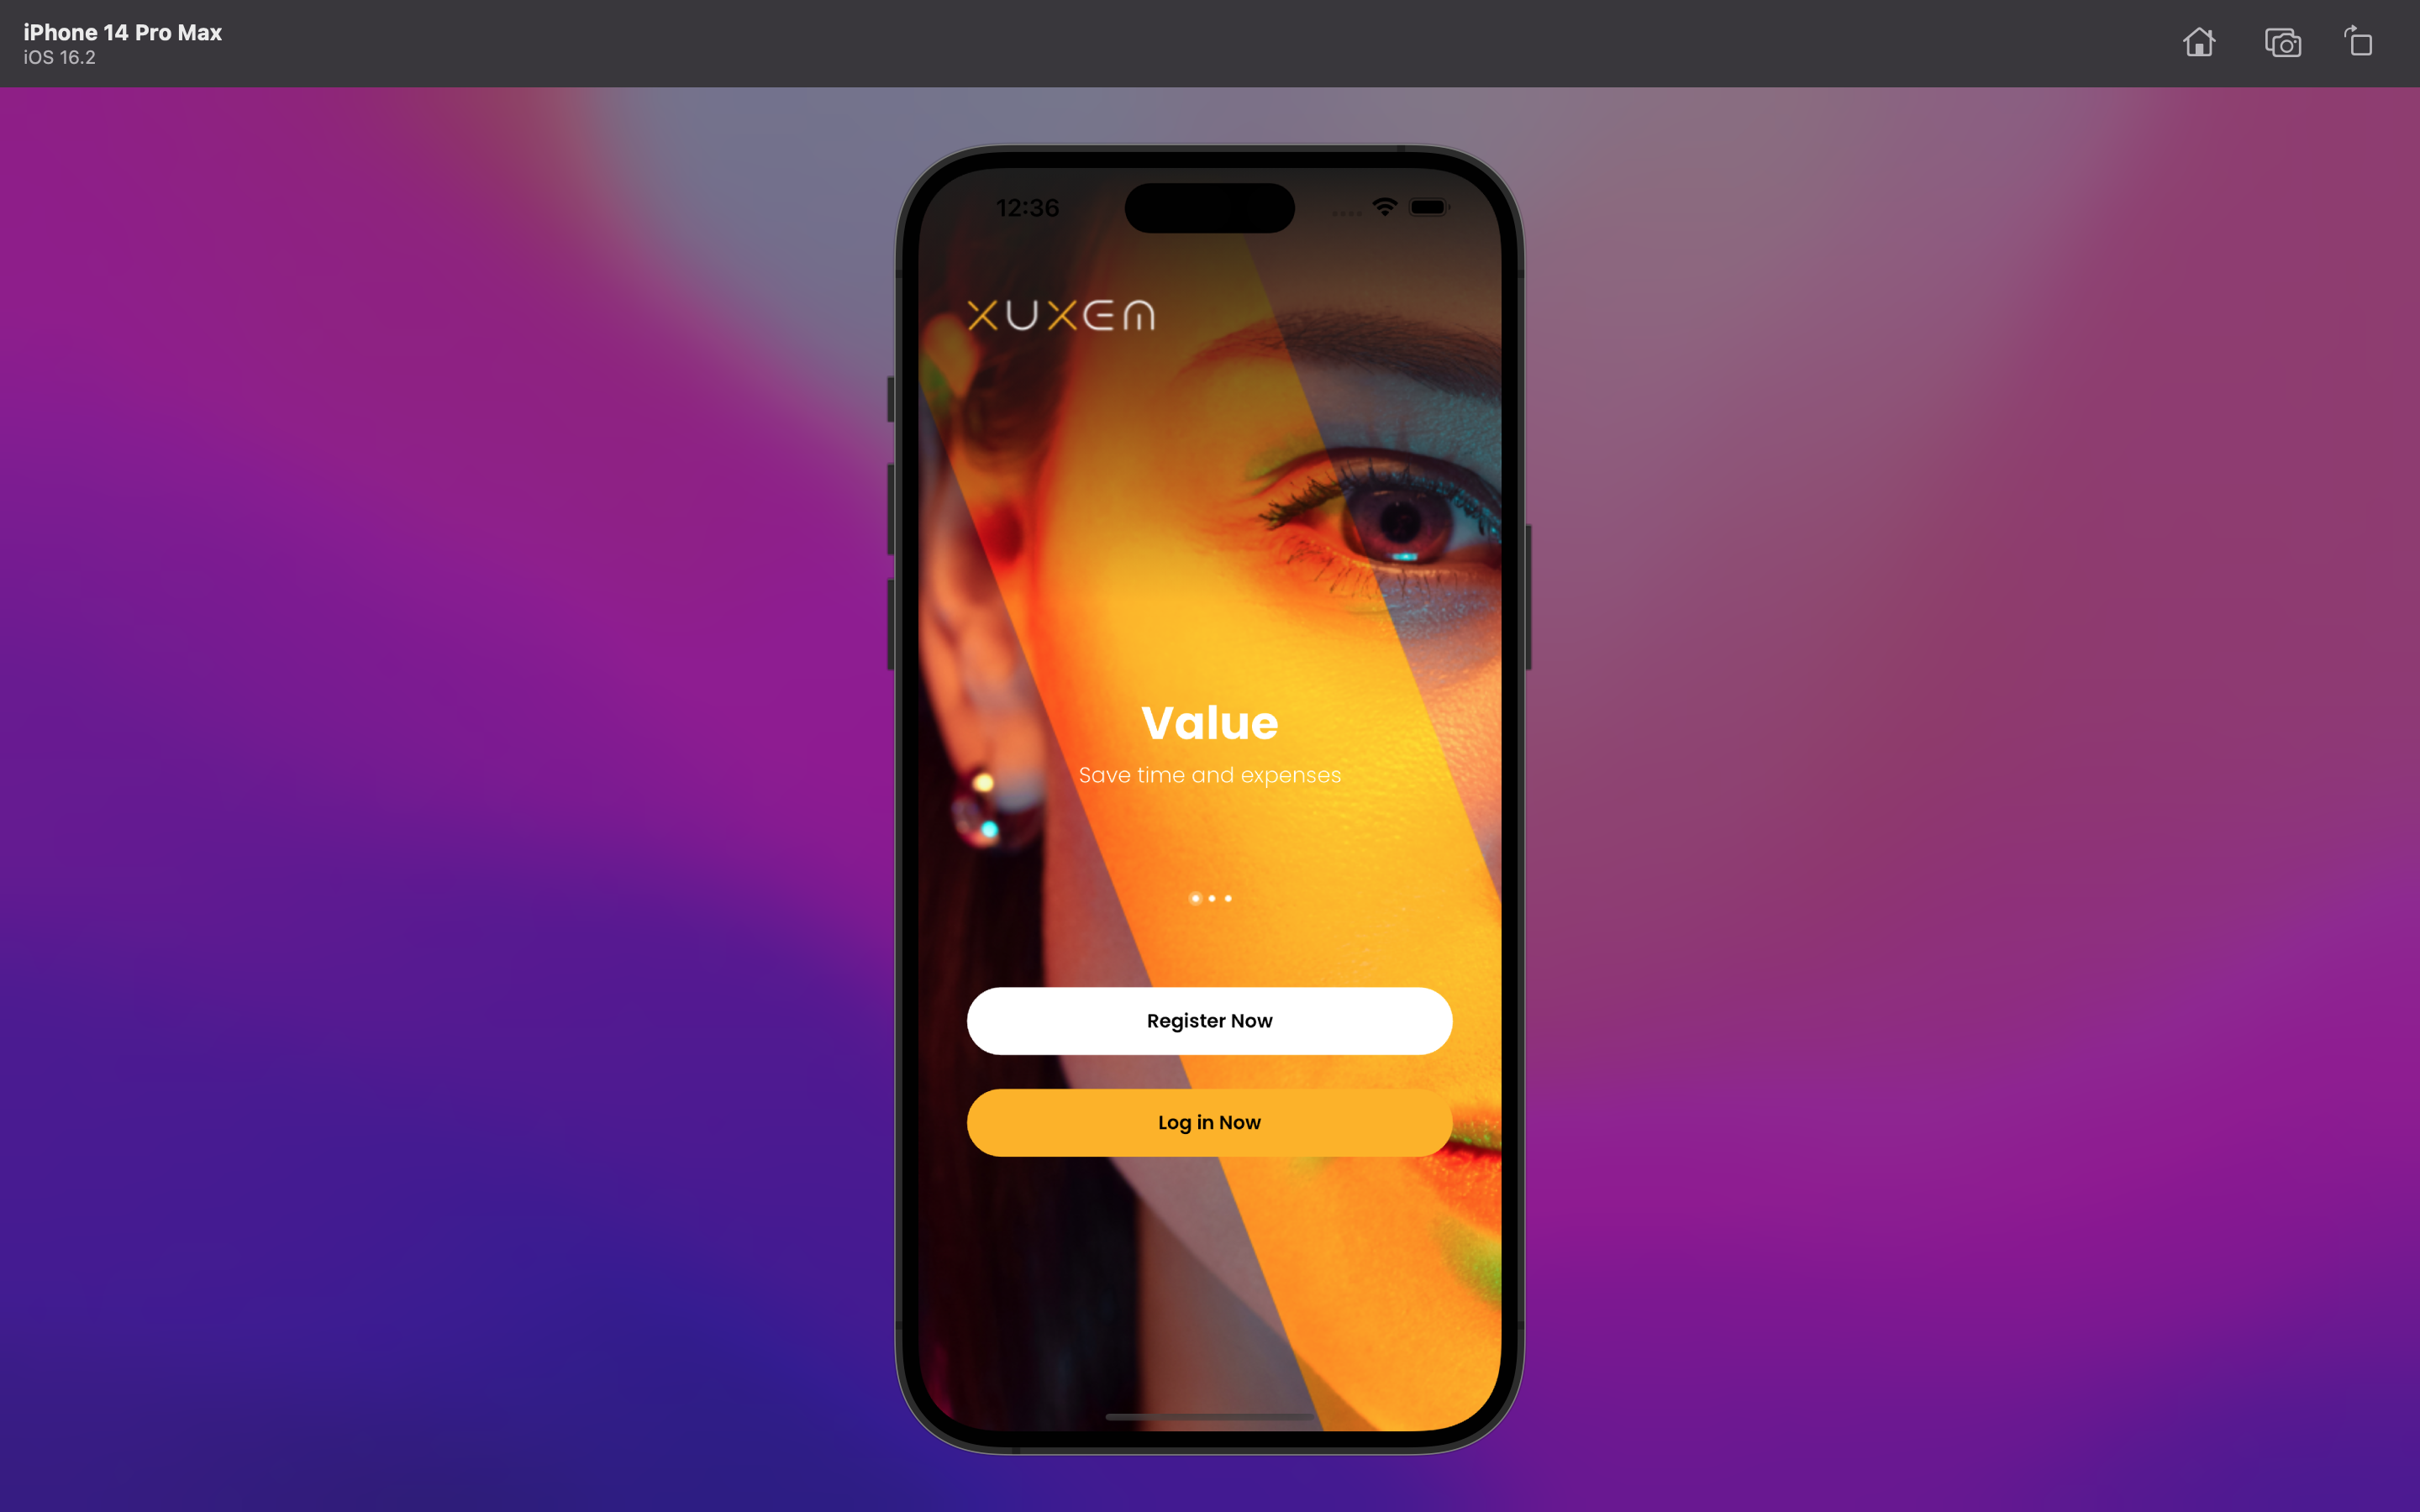 iPhone 14 Pro Max
iOS 16.2
12:36
XUXEM
Value
Save time and expenses
Register Now
Log in Now